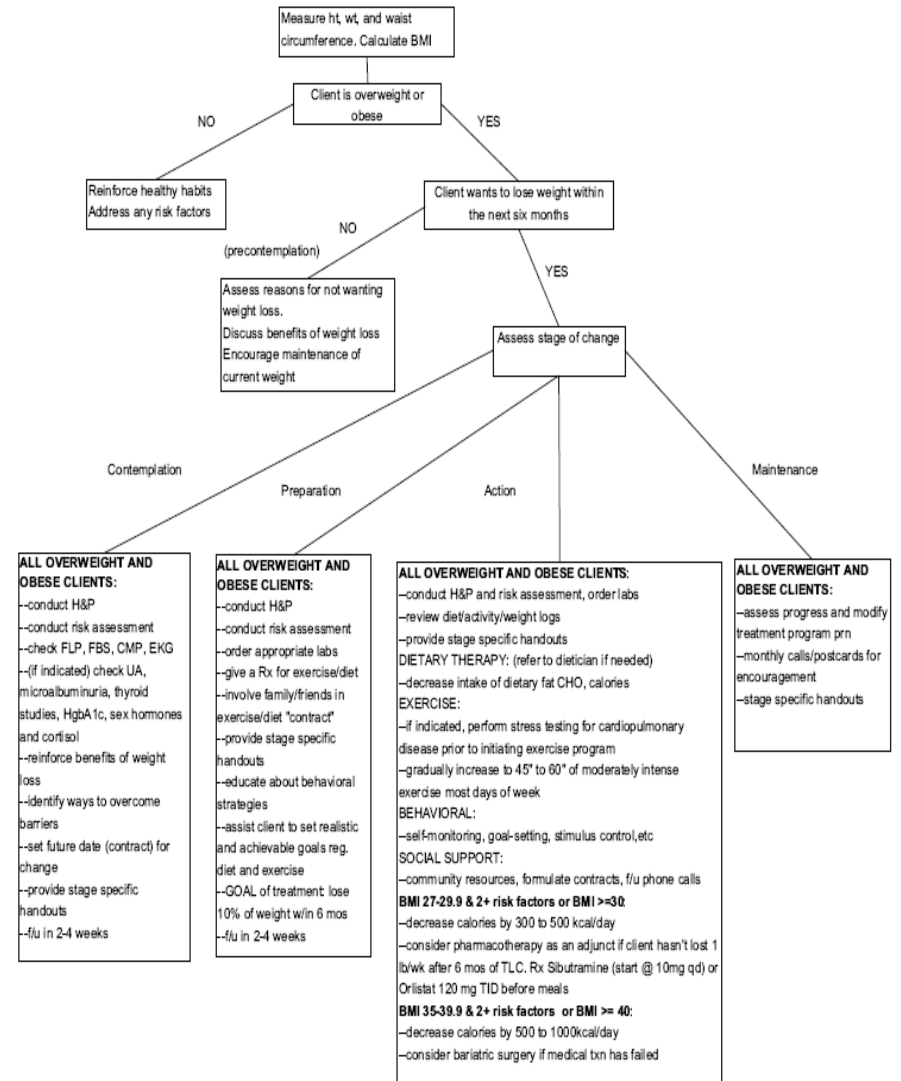 Measure ht, wt, and waist
circumference. Calculate BMI
Client is overweight or
obese
NO
YES
Reinforce healthy habits
Address any risk factors
Client wants to lose weight within
the next six months
NO
(precontemplation)
YES
Assess reasons for not wanting
weight loss.
Discuss benefits of weight loss
Encourage maintenance of
current weight
Assess stage of change
Contemplation
Preparation
Action
Maintenance
ALL OVERWEIGHT AND
OBESE CLIENTS:
--conduct H&P
--conduct risk assessment
--check FLP, FBS, CMP, EKG
--(if indicated) check UA,
microalbuminuria, thyroid
studies, HgbA1c, sex hormones
and cortisol
--reinforce benefits of weight
loss
--identify ways to overcome
barriers
--set future date (contract) for
change
--provide stage specific
handouts
--f/u in 2-4 weeks
ALL OVERWEIGHT AND
OBESE CLIENTS:
--conduct H&P
--conduct risk assessment
--order appropriate labs
--give a Rx for exercise/diet
--involve family/friends in
exercise/diet "contract"
--provide stage specific
handouts
--educate about behavioral
strategies
--assist client to set realistic
and achievable goals reg.
diet and exercise
--GOAL of treatment: lose
10% of weight w/in 6 mos
--f/u in 2-4 weeks
ALL OVERWEIGHT AND OBESE CLIENTS:
--conduct H&P and risk assessment, order labs
--review diet/activity/weight logs
--provide stage specific handouts
DIETARY THERAPY: (refer to dietician if needed)
--decrease intake of dietary fat CHO, calories
EXERCISE:
--if indicated, perform stress testing for cardiopulmonary
disease prior to initiating exercise program
--gradually increase to 45" to 60" of moderately intense
exercise most days of week
BEHAVIORAL:
--self-monitoring, goal-setting, stimulus control,etc
SOCIAL SUPPORT:
--community resources, formulate contracts, f/u phone calls
BMI 27-29.9 & 2+ risk factors or BMI >=30:
--decrease calories by 300 to 500 kcal/day
--consider pharmacotherapy as an adjunct if client hasn't lost 1
lb/wk after 6 mos of TLC. Rx Sibutramine (start @ 10mg qd) or
Orlistat 120 mg TID before meals
BMI 35-39.9 & 2+ risk factors or BMI >= 40:
--decrease calories by 500 to 1000kcal/day
--consider bariatric surgery if medical txn has failed
ALL OVERWEIGHT AND
OBESE CLIENTS:
--assess progress and modify
treatment program prn
--monthly calls/postcards for
encouragement
--stage specific handouts